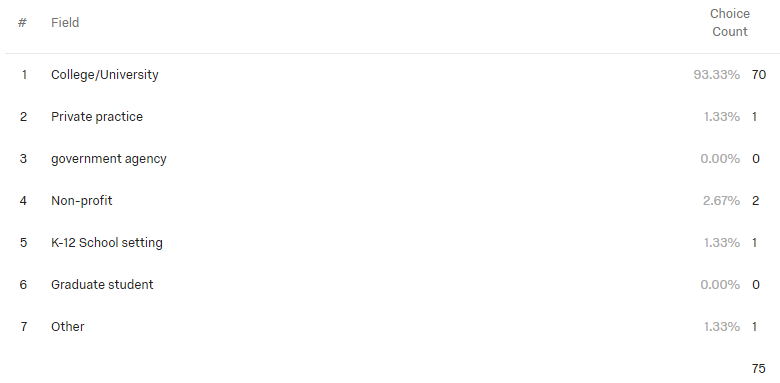 # Field Choice Count
1 College/University 93.33% 70
2 Private practice 1.33% 1
3 government agency 0.00% 0
4 Non-profit 2.67% 2
5 K-12 School setting 1.33% 1
6 Graduate student 0.00% 0
7 Other 1.33% 1
75